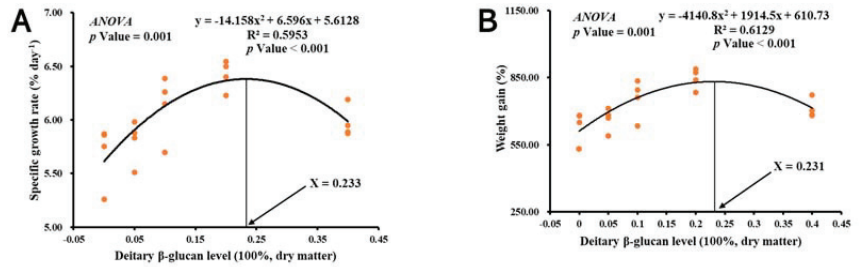 A
ANOVA
p Value = 0.001
y = -14.158x² + 6.596x + 5.6128
R² = 0.5953
p Value < 0.001
Specific growth rate (% day⁻¹)
7.00
6.50
6.00
5.50
5.00
X = 0.233
-0.05 0.05 0.15 0.25 0.35 0.45
Deitary β-glucan level (100%, dry matter)
B
ANOVA
p Value = 0.001
y = -4140.8x² + 1914.5x + 610.73
R² = 0.6129
p Value < 0.001
Weight gain (%)
1150.00
850.00
550.00
250.00
X = 0.231
-0.05 0 0.05 0.1 0.15 0.2 0.25 0.3 0.35 0.4 0.45
Deitary β-glucan level (100%, dry matter)